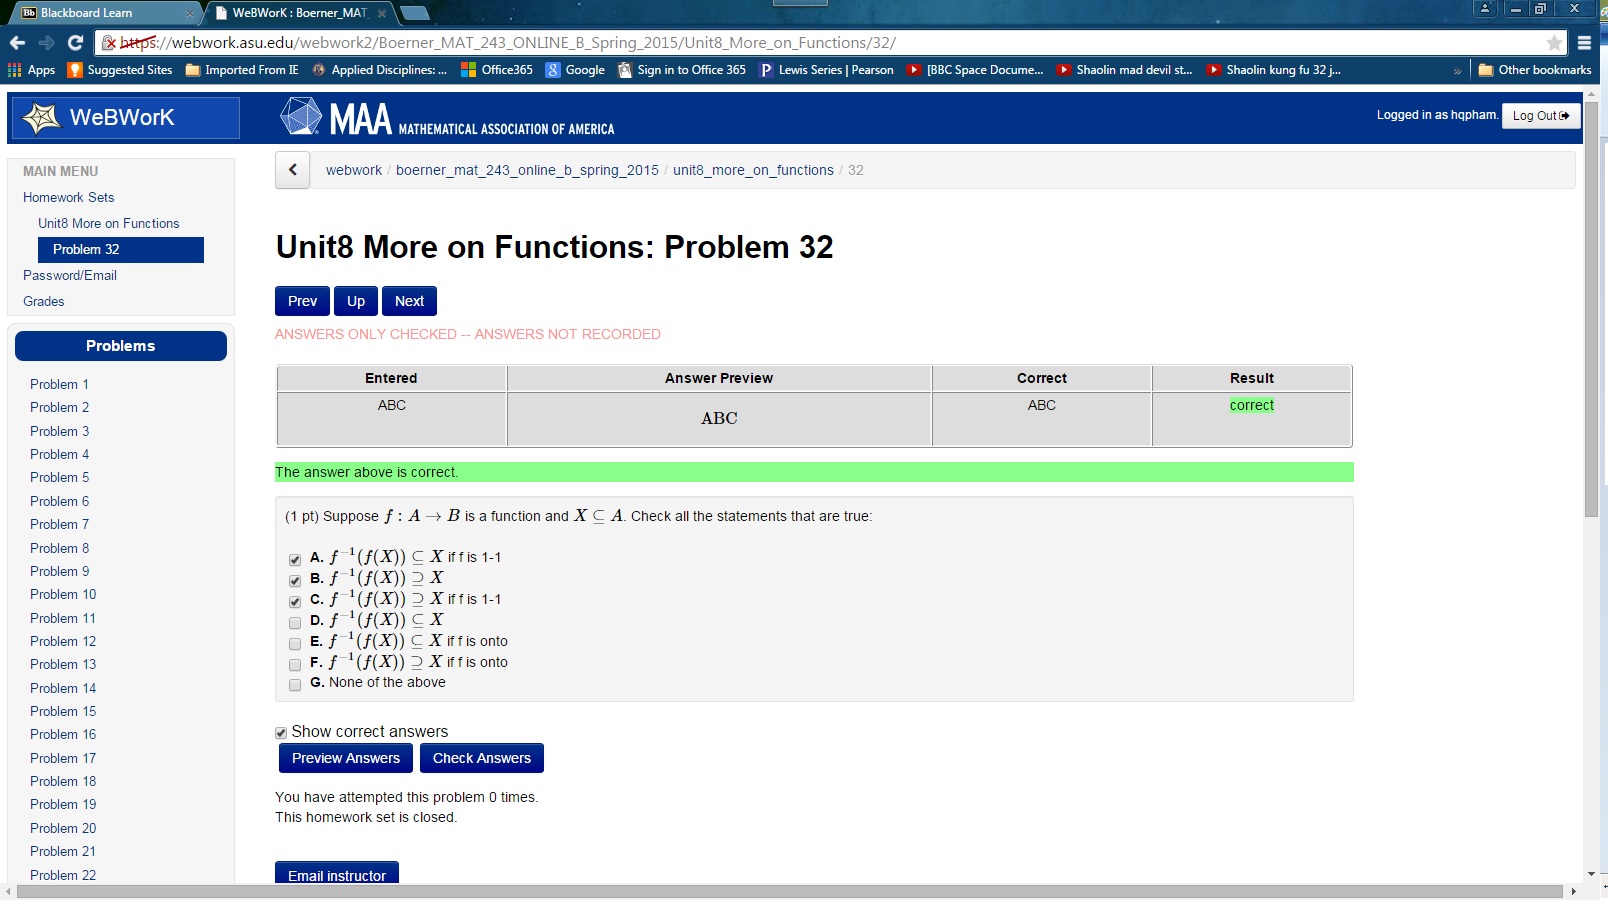 Blackboard Learn
WeBWorK : Boerner_MAT_
https://webwork.asu.edu/webwork2/Boerner_MAT_243_ONLINE_B_Spring_2015/Unit8_More_on_Functions/32/
Apps Suggested Sites Imported From IE Applied Disciplines: ... Office365 Google Sign in to Office 365 Lewis Series | Pearson [BBC Space Docume... Shaolin mad devil st... Shaolin kung fu 32 j... » Other bookmarks
WeBWorK
MAA MATHEMATICAL ASSOCIATION OF AMERICA
Logged in as hqpham. Log Out
MAIN MENU
Homework Sets
Unit8 More on Functions
Problem 32
Password/Email
Grades
Problems
Problem 1
Problem 2
Problem 3
Problem 4
Problem 5
Problem 6
Problem 7
Problem 8
Problem 9
Problem 10
Problem 11
Problem 12
Problem 13
Problem 14
Problem 15
Problem 16
Problem 17
Problem 18
Problem 19
Problem 20
Problem 21
Problem 22
webwork / boerner_mat_243_online_b_spring_2015 / unit8_more_on_functions / 32
Unit8 More on Functions: Problem 32
Prev Up Next
ANSWERS ONLY CHECKED -- ANSWERS NOT RECORDED
Entered Answer Preview Correct Result
ABC ABC ABC correct
The answer above is correct.
(1 pt) Suppose f : A → B is a function and X ⊆ A. Check all the statements that are true:
A. f⁻¹(f(X)) ⊆ X if f is 1-1
B. f⁻¹(f(X)) ⊇ X
C. f⁻¹(f(X)) ⊇ X if f is 1-1
D. f⁻¹(f(X)) ⊆ X
E. f⁻¹(f(X)) ⊆ X if f is onto
F. f⁻¹(f(X)) ⊇ X if f is onto
G. None of the above
Show correct answers
Preview Answers Check Answers
You have attempted this problem 0 times.
This homework set is closed.
Email instructor